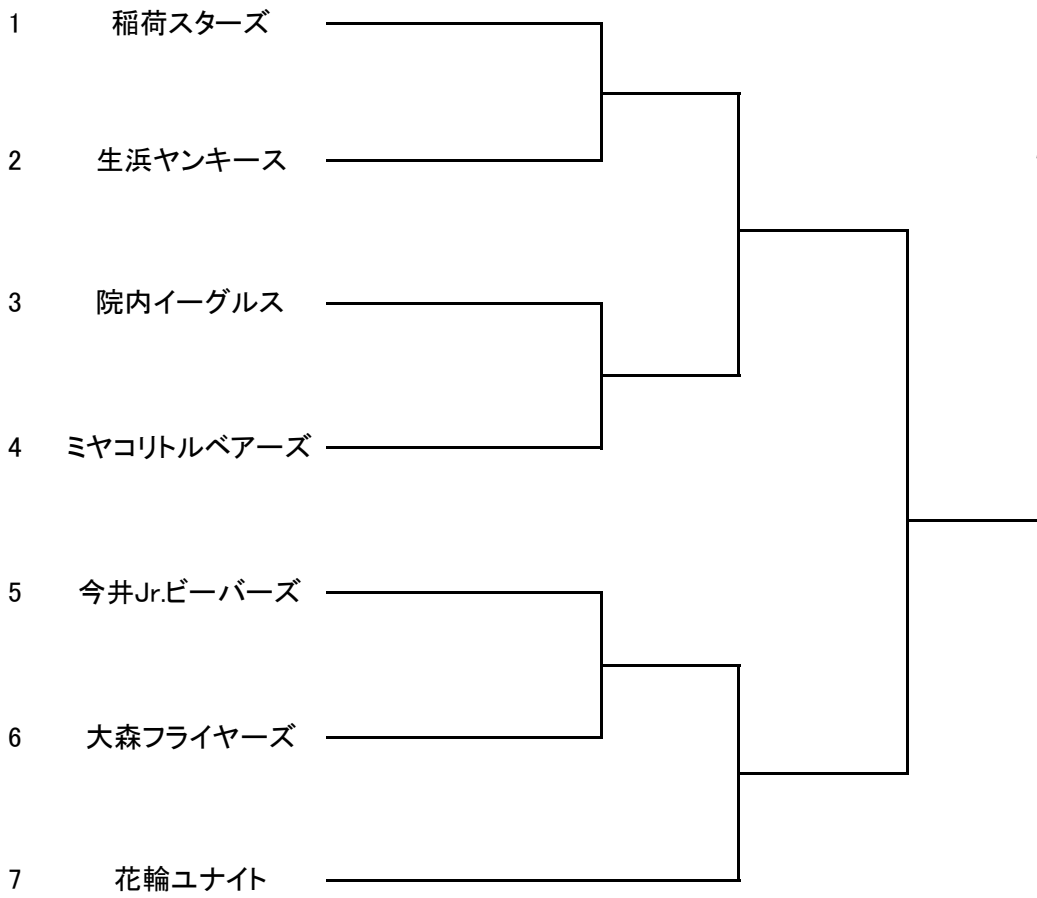 1 稲荷スターズ
2 生浜ヤンキース
3 院内イーグルス
4 ミヤコリトルベアーズ
5 今井Jr.ビーバーズ
6 大森フライヤーズ
7 花輪ユナイト